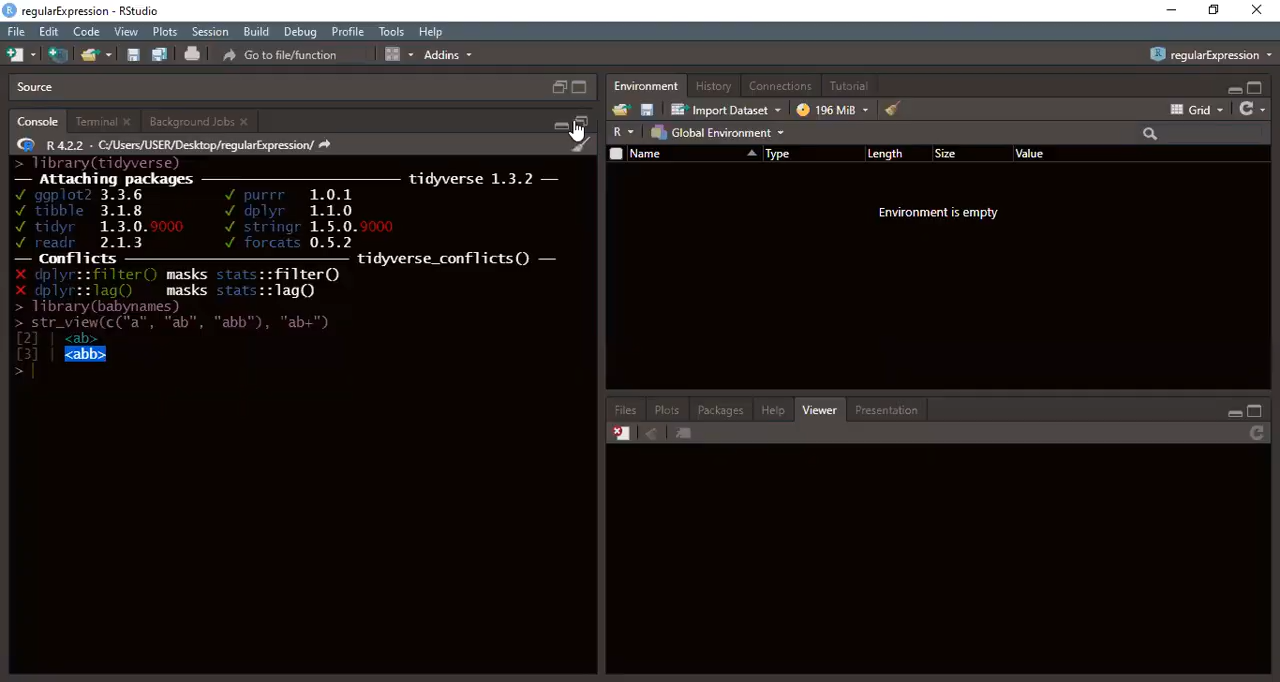 regularExpression - RStudio
File Edit Code View Plots Session Build Debug Profile Tools Help
Go to file/function Addins regularExpression
Source
Console Terminal Background Jobs
R 4.2.2 · C:/Users/USER/Desktop/regularExpression/
> library(tidyverse)
── Attaching packages ── tidyverse 1.3.2 ──
✓ ggplot2 3.3.6 ✓ purrr 1.0.1
✓ tibble 3.1.8 ✓ dplyr 1.1.0
✓ tidyr 1.3.0.9000 ✓ stringr 1.5.0.9000
✓ readr 2.1.3 ✓ forcats 0.5.2
── Conflicts ── tidyverse_conflicts() ──
✕ dplyr::filter() masks stats::filter()
✕ dplyr::lag() masks stats::lag()
> library(babynames)
> str_view(c("a", "ab", "abb"), "ab+")
[2] │ <ab>
[3] │ <abb>
>
Environment History Connections Tutorial
Import Dataset 196 MiB Grid
R Global Environment
Name Type Length Size Value
Environment is empty
Files Plots Packages Help Viewer Presentation